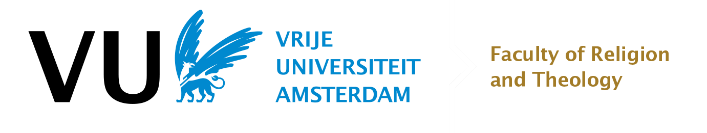 VU
VRIJE
UNIVERSITEIT
AMSTERDAM
Faculty of Religion
and Theology